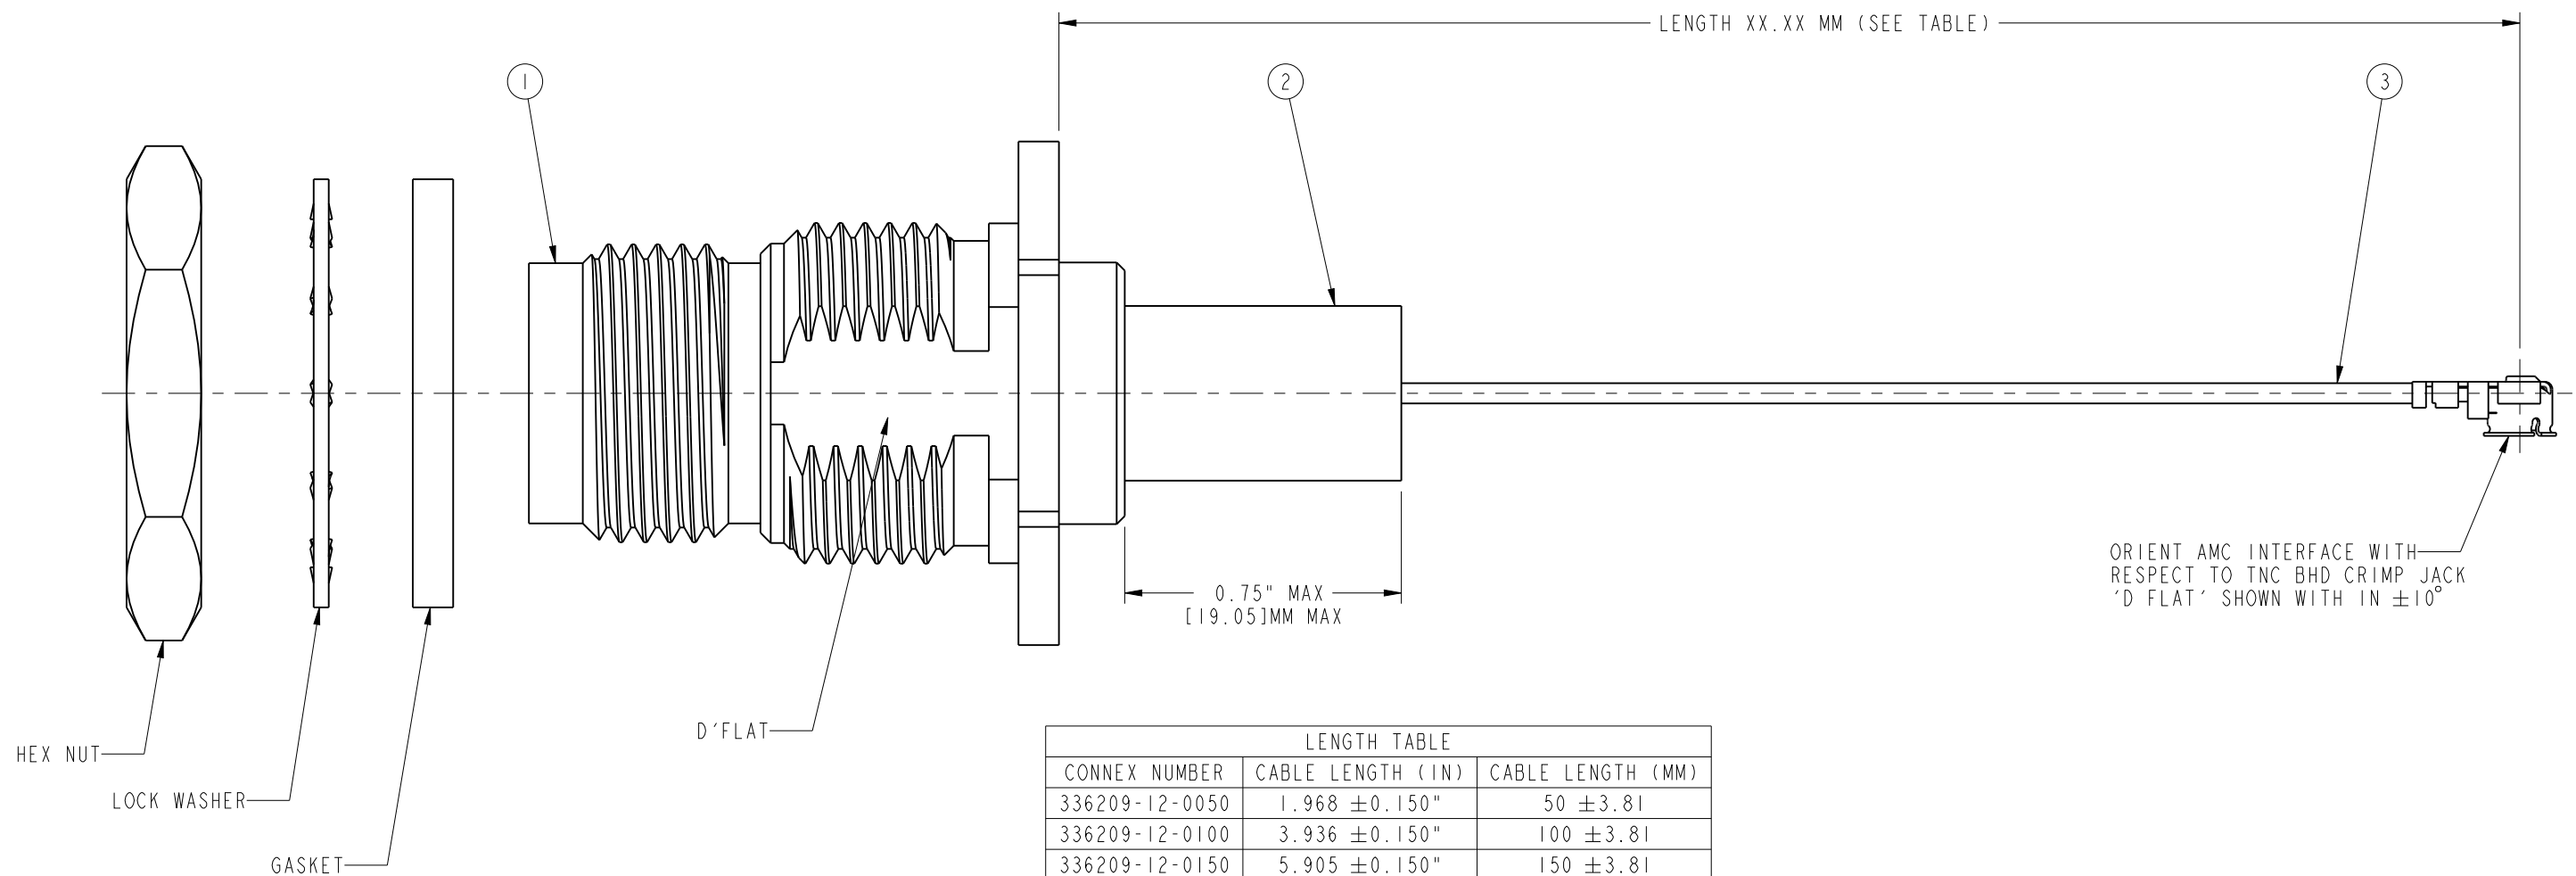 LENGTH XX.XX MM (SEE TABLE)
1
2
3
0.75" MAX
[19.05]MM MAX
ORIENT AMC INTERFACE WITH
RESPECT TO TNC BHD CRIMP JACK
'D FLAT' SHOWN WITH IN ±10°
D'FLAT
HEX NUT
LOCK WASHER
GASKET
LENGTH TABLE
CONNEX NUMBER CABLE LENGTH (IN) CABLE LENGTH (MM)
336209-12-0050 1.968 ±0.150" 50 ±3.81
336209-12-0100 3.936 ±0.150" 100 ±3.81
336209-12-0150 5.905 ±0.150" 150 ±3.81